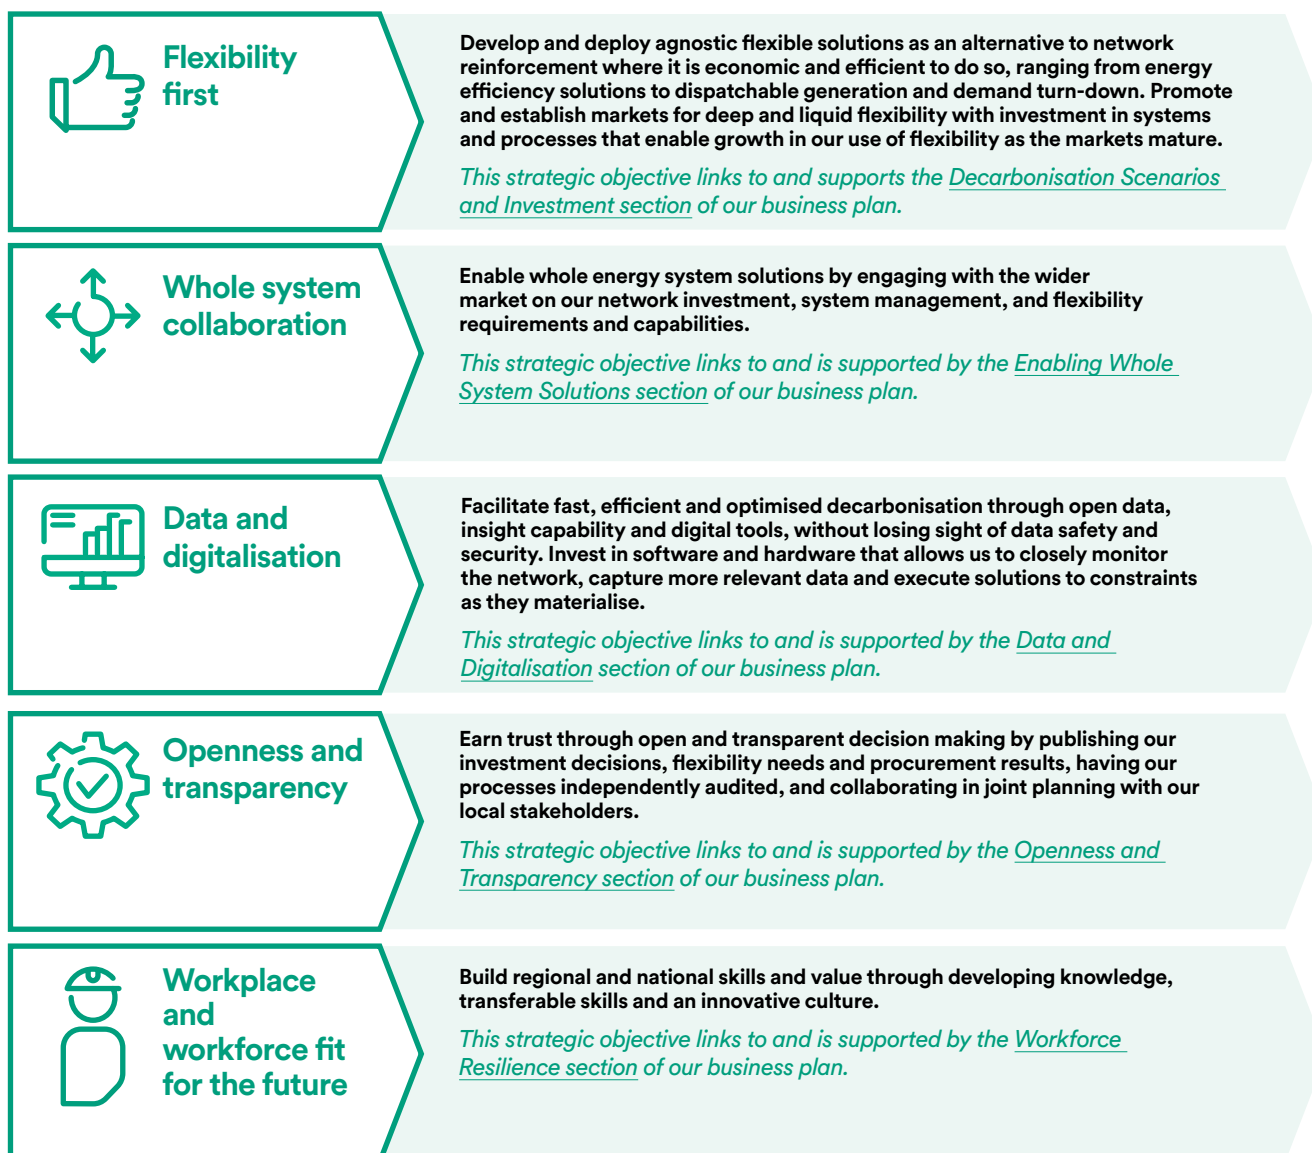 Flexibility
first
Develop and deploy agnostic flexible solutions as an alternative to network
reinforcement where it is economic and efficient to do so, ranging from energy
efficiency solutions to dispatchable generation and demand turn-down. Promote
and establish markets for deep and liquid flexibility with investment in systems
and processes that enable growth in our use of flexibility as the markets mature.
This strategic objective links to and supports the Decarbonisation Scenarios
and Investment section of our business plan.
Whole system
collaboration
Enable whole energy system solutions by engaging with the wider
market on our network investment, system management, and flexibility
requirements and capabilities.
This strategic objective links to and is supported by the Enabling Whole
System Solutions section of our business plan.
Data and
digitalisation
Facilitate fast, efficient and optimised decarbonisation through open data,
insight capability and digital tools, without losing sight of data safety and
security. Invest in software and hardware that allows us to closely monitor
the network, capture more relevant data and execute solutions to constraints
as they materialise.
This strategic objective links to and is supported by the Data and
Digitalisation section of our business plan.
Openness and
transparency
Earn trust through open and transparent decision making by publishing our
investment decisions, flexibility needs and procurement results, having our
processes independently audited, and collaborating in joint planning with our
local stakeholders.
This strategic objective links to and is supported by the Openness and
Transparency section of our business plan.
Workplace
and
workforce fit
for the future
Build regional and national skills and value through developing knowledge,
transferable skills and an innovative culture.
This strategic objective links to and is supported by the Workforce
Resilience section of our business plan.